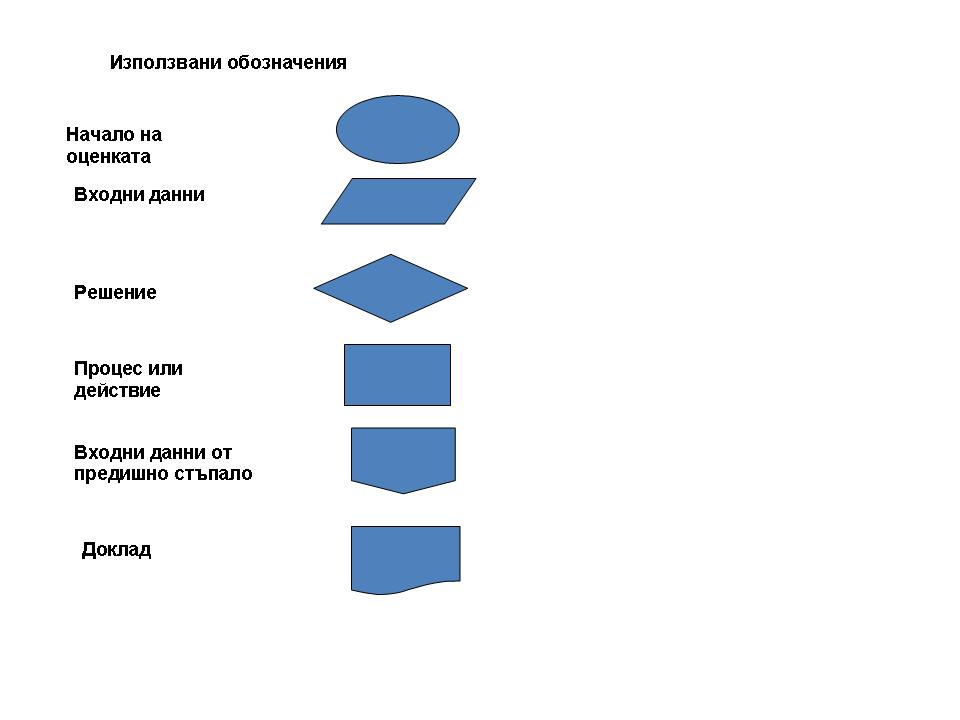 Използвани обозначения
Начало на
оценката
Входни данни
Решение
Процес или
действие
Входни данни от
предишно стъпало
Доклад